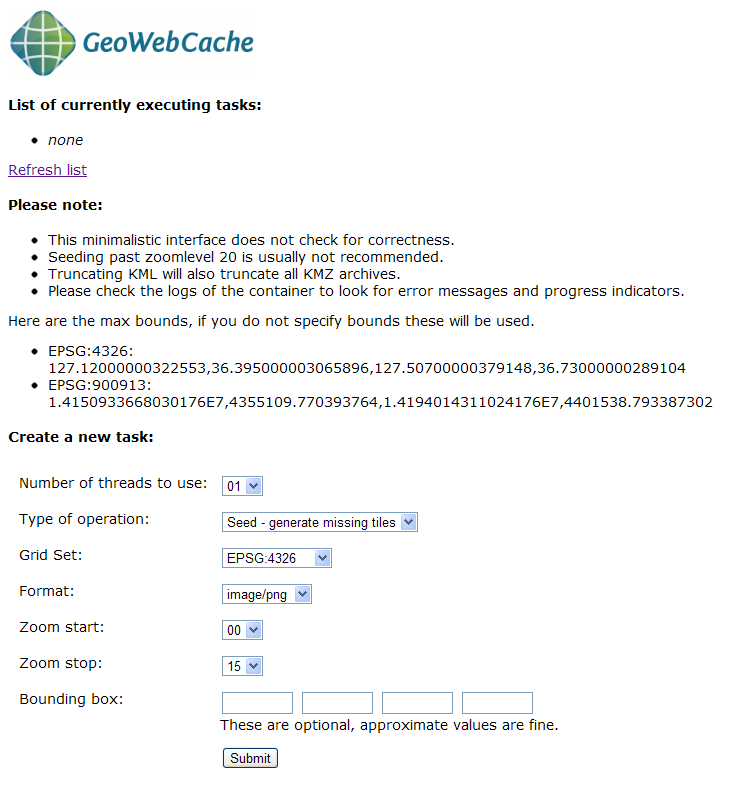 GeoWebCache
List of currently executing tasks:
none
Refresh list
Please note:
This minimalistic interface does not check for correctness.
Seeding past zoomlevel 20 is usually not recommended.
Truncating KML will also truncate all KMZ archives.
Please check the logs of the container to look for error messages and progress indicators.
Here are the max bounds, if you do not specify bounds these will be used.
EPSG:4326:
127.12000000322553,36.395000003065896,127.50700000379148,36.73000000289104
EPSG:900913:
1.4150933668030176E7,4355109.770393764,1.4194014311024176E7,4401538.793387302
Create a new task:
Number of threads to use: 01
Type of operation: Seed - generate missing tiles
Grid Set: EPSG:4326
Format: image/png
Zoom start: 00
Zoom stop: 15
Bounding box:
These are optional, approximate values are fine.
Submit